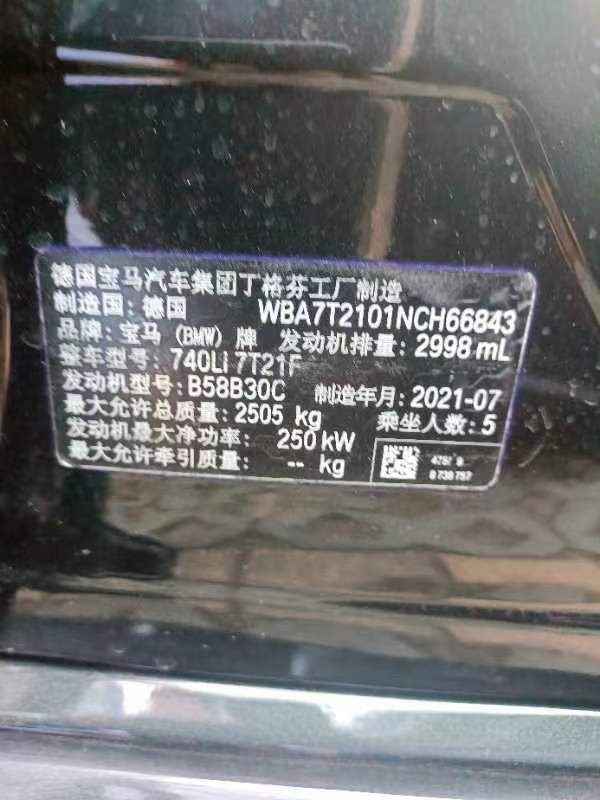 德国宝马汽车集团丁格芬工厂制造
制造国: 德国 WBA7T2101NCH66843
品牌: 宝马 (BMW) 牌 发动机排量: 2998 mL
整车型号: 740Li 7T21F
发动机型号: B58B30C 制造年月: 2021-07
最大允许总质量: 2505 kg 乘坐人数: 5
发动机最大净功率: 250 kW
最大允许牵引质量: -- kg
8 738 757